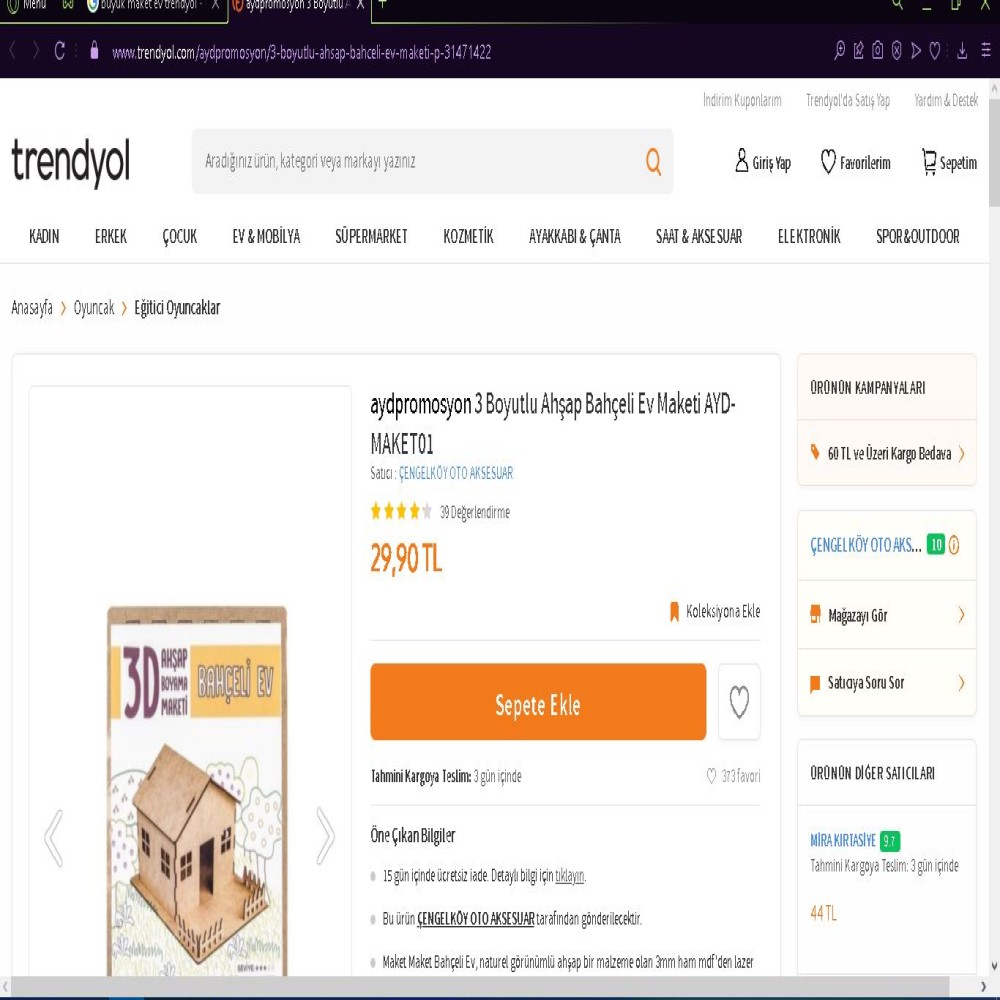 Menü
büyük maket ev trendyol -
aydpromosyon 3 Boyutlu A
www.trendyol.com/aydpromosyon/3-boyutlu-ahsap-bahceli-ev-maketi-p-31471422
İndirim Kuponlarım Trendyol'da Satış Yap Yardım & Destek
trendyol
Aradığınız ürün, kategori veya markayı yazınız
Giriş Yap Favorilerim Sepetim
KADIN ERKEK ÇOCUK EV & MOBİLYA SÜPERMARKET KOZMETİK AYAKKABI & ÇANTA SAAT & AKSESUAR ELEKTRONİK SPOR&OUTDOOR
Anasayfa > Oyuncak > Eğitici Oyuncaklar
aydpromosyon 3 Boyutlu Ahşap Bahçeli Ev Maketi AYD-
MAKET01
Satıcı : ÇENGELKÖY OTO AKSESUAR
39 Değerlendirme
29,90 TL
Koleksiyona Ekle
Sepete Ekle
Tahmini Kargoya Teslim: 3 gün içinde
373 favori
Öne Çıkan Bilgiler
15 gün içinde ücretsiz iade. Detaylı bilgi için tıklayın.
Bu ürün ÇENGELKÖY OTO AKSESUAR tarafından gönderilecektir.
Maket Maket Bahçeli Ev, naturel görünümlü ahşap bir malzeme olan 3mm ham mdf'den lazer
3D
AHŞAP
BOYAMA
MAKETİ
BAHÇELİ EV
ÜRÜNÜN KAMPANYALARI
60 TL ve Üzeri Kargo Bedava
ÇENGELKÖY OTO AKS... 10
Mağazayı Gör
Satıcıya Soru Sor
ÜRÜNÜN DİĞER SATICILARI
MİRA KIRTASİYE 9.7
Tahmini Kargoya Teslim: 3 gün içinde
44 TL